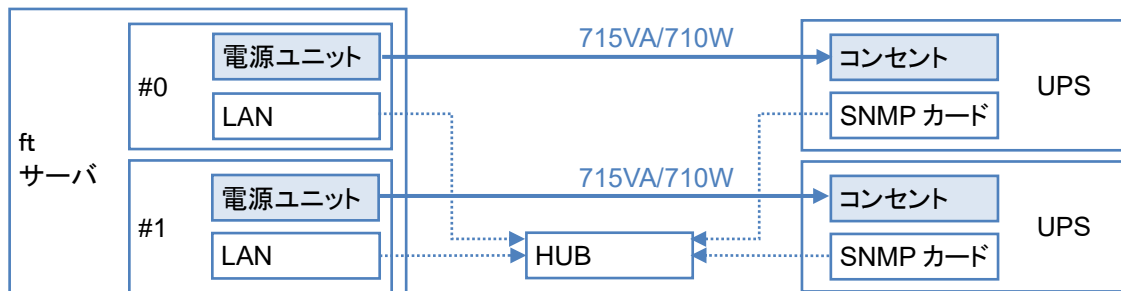 ft
サーバ
#0
電源ユニット
LAN
715VA/710W
コンセント
SNMP カード
UPS
#1
電源ユニット
LAN
715VA/710W
HUB
コンセント
SNMP カード
UPS